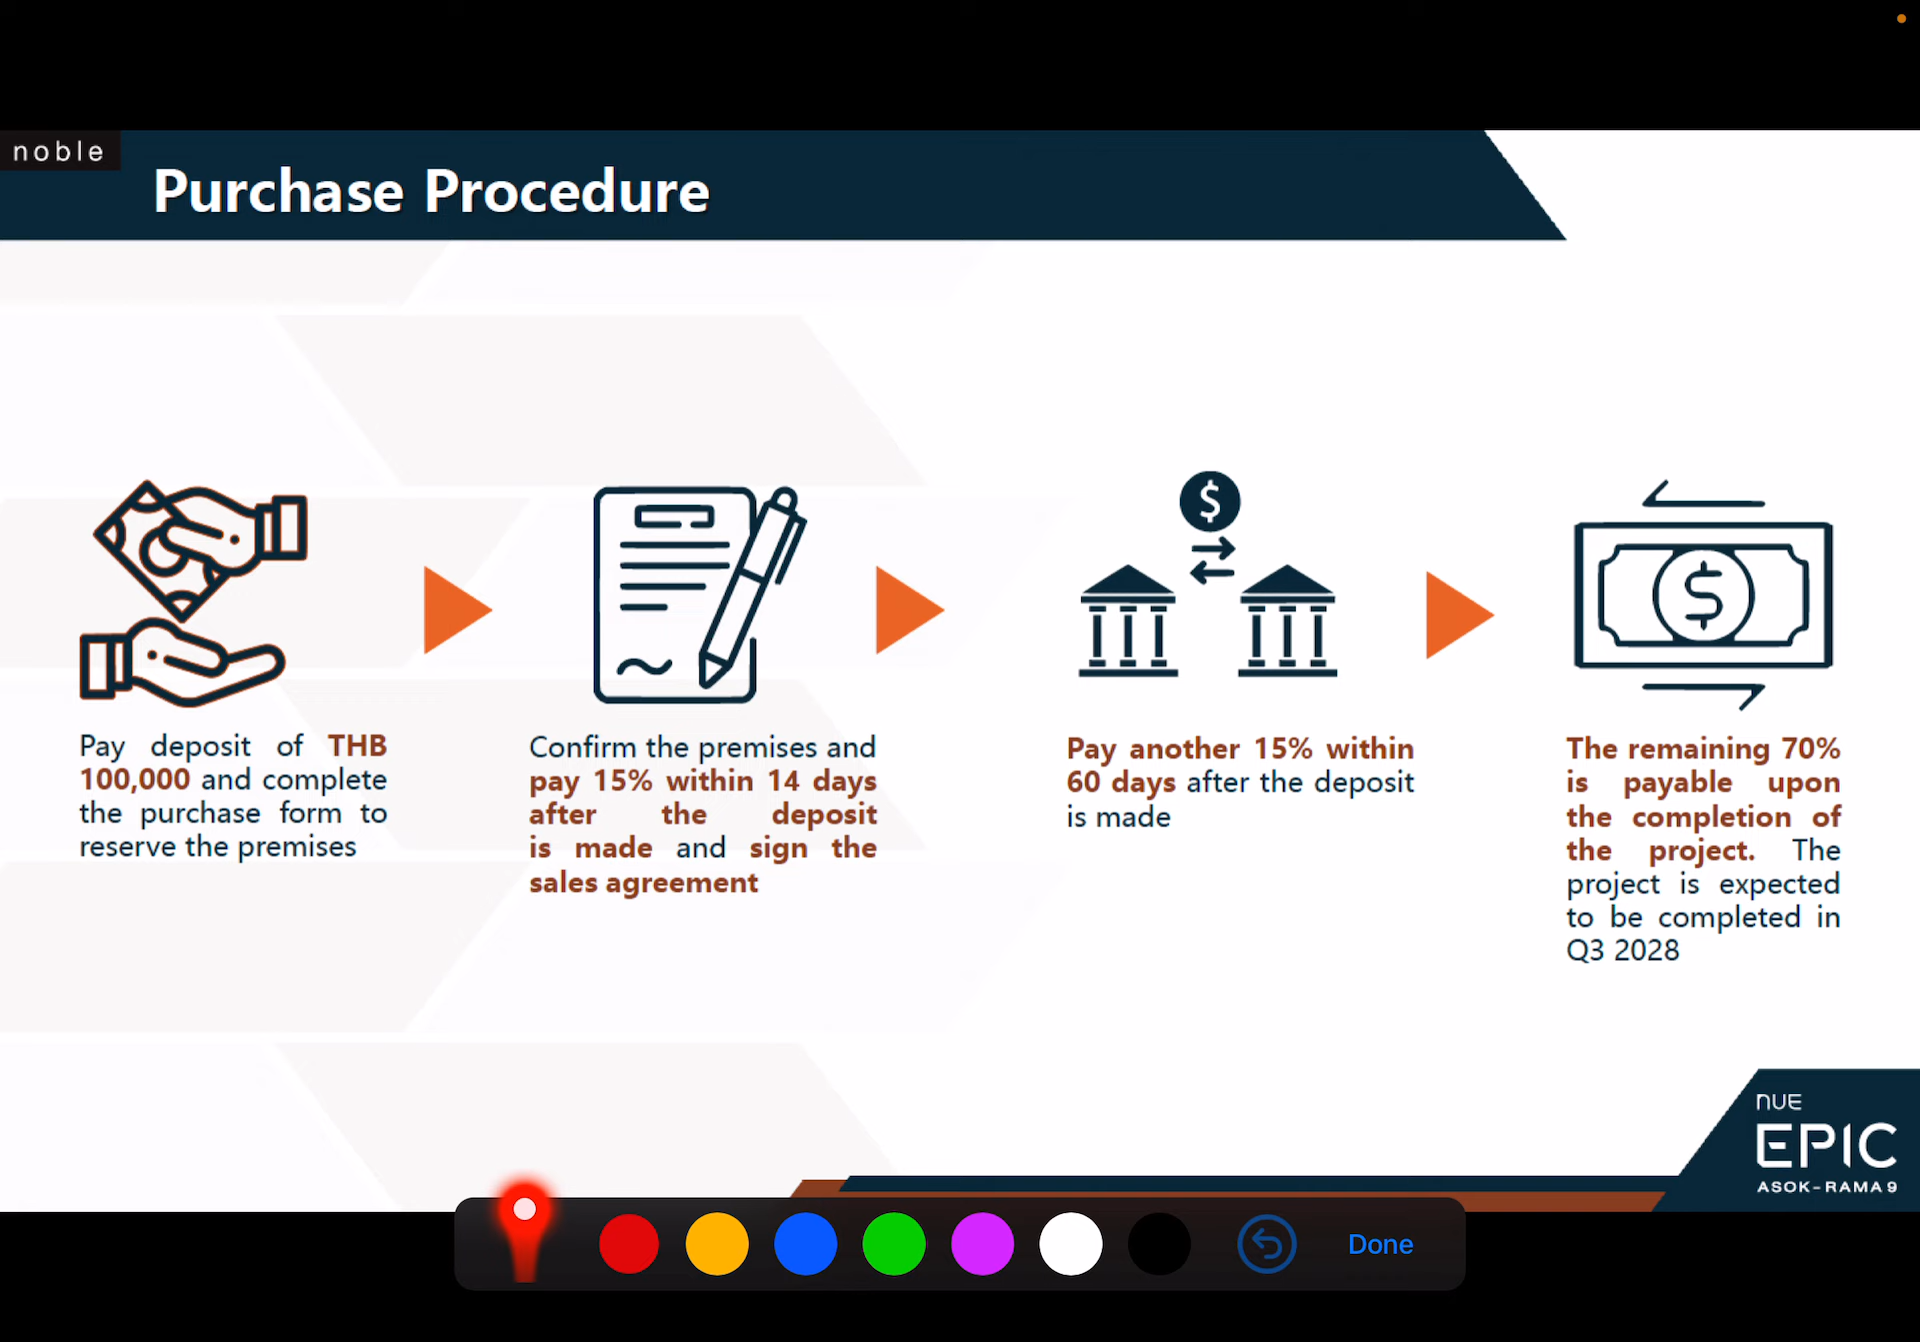 noble
Purchase Procedure
Pay deposit of THB
100,000 and complete
the purchase form to
reserve the premises
Confirm the premises and
pay 15% within 14 days
after the deposit
is made and sign the
sales agreement
$
Pay another 15% within
60 days after the deposit
is made
$
The remaining 70%
is payable upon
the completion of
the project. The
project is expected
to be completed in
Q3 2028
nue
EPIC
ASOK-RAMA9
Done